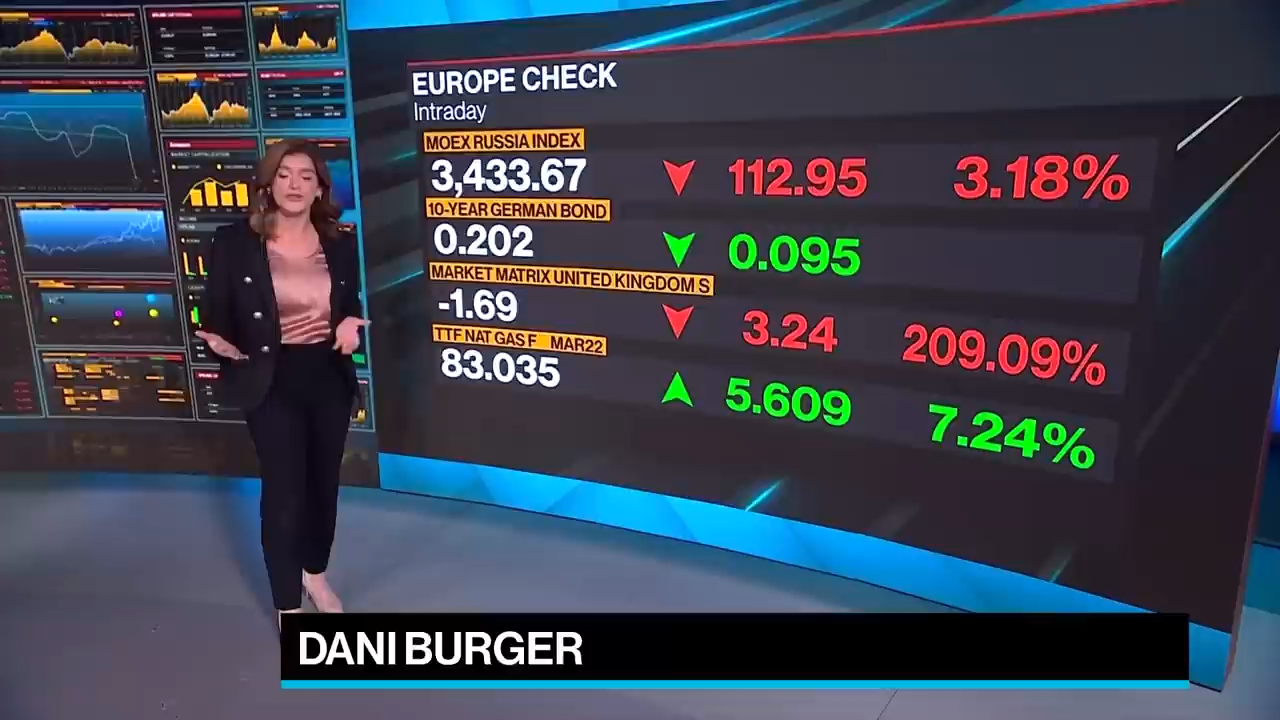 EUROPE CHECK
Intraday
MOEX RUSSIA INDEX
3,433.67 112.95 3.18%
10-YEAR GERMAN BOND
0.202 0.095
MARKET MATRIX UNITED KINGDOM S
-1.69 3.24 209.09%
TTF NAT GAS F MAR22
83.035 5.609 7.24%
DANI BURGER